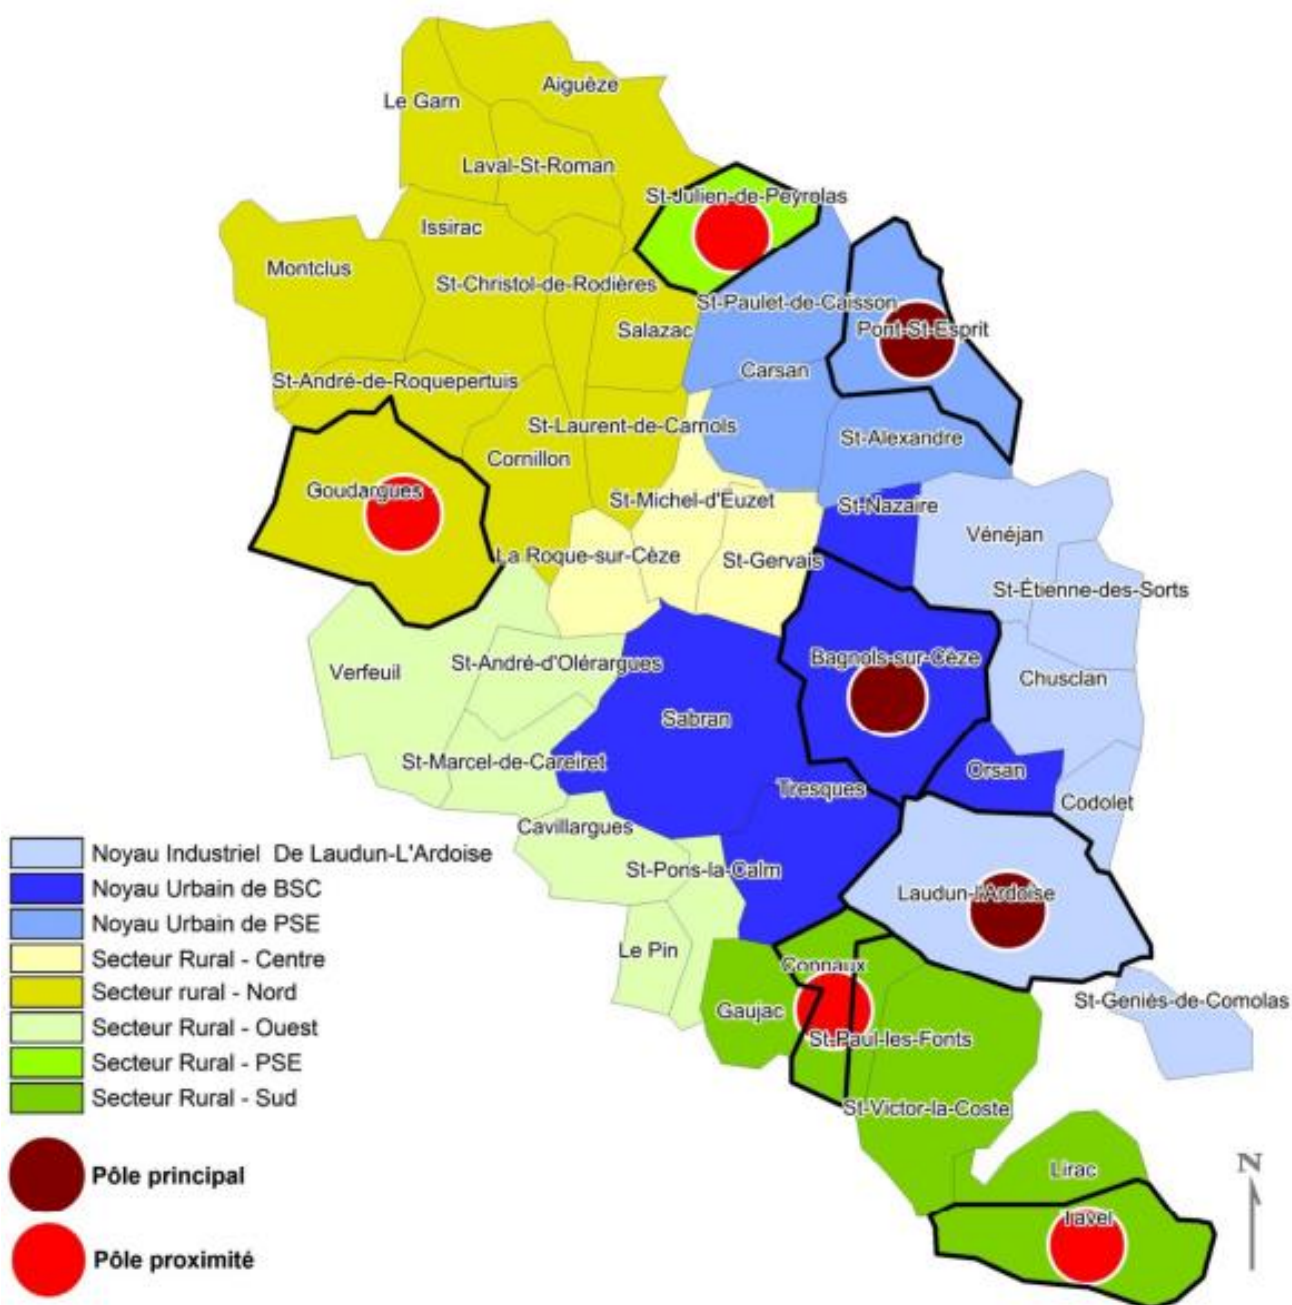 Aiguèze
Le Garn
Laval-St-Roman
St-Julien-de-Peyrolas
Issirac
Montclus
St-Christol-de-Rodières
St-Paulet-de-Caisson
Salazac
Pont-St-Esprit
Carsan
St-André-de-Roquepertuis
St-Laurent-de-Carnols
St-Alexandre
Cornillon
Goudargues
St-Michel-d'Euzet
St-Nazaire
Vénéjan
La Roque-sur-Cèze
St-Gervais
St-Étienne-des-Sorts
Bagnols-sur-Cèze
St-André-d'Olérargues
Verfeuil
Chusclan
Sabran
St-Marcel-de-Careiret
Orsan
Tresques
Codolet
Cavillargues
St-Pons-la-Calm
Laudun-l'Ardoise
Le Pin
Connaux
St-Geniès-de-Comolas
Gaujac
St-Paul-les-Fonts
St-Victor-la-Coste
Lirac
Tavel
Noyau Industriel De Laudun-L'Ardoise
Noyau Urbain de BSC
Noyau Urbain de PSE
Secteur Rural - Centre
Secteur rural - Nord
Secteur Rural - Ouest
Secteur Rural - PSE
Secteur Rural - Sud
Pôle principal
Pôle proximité
N